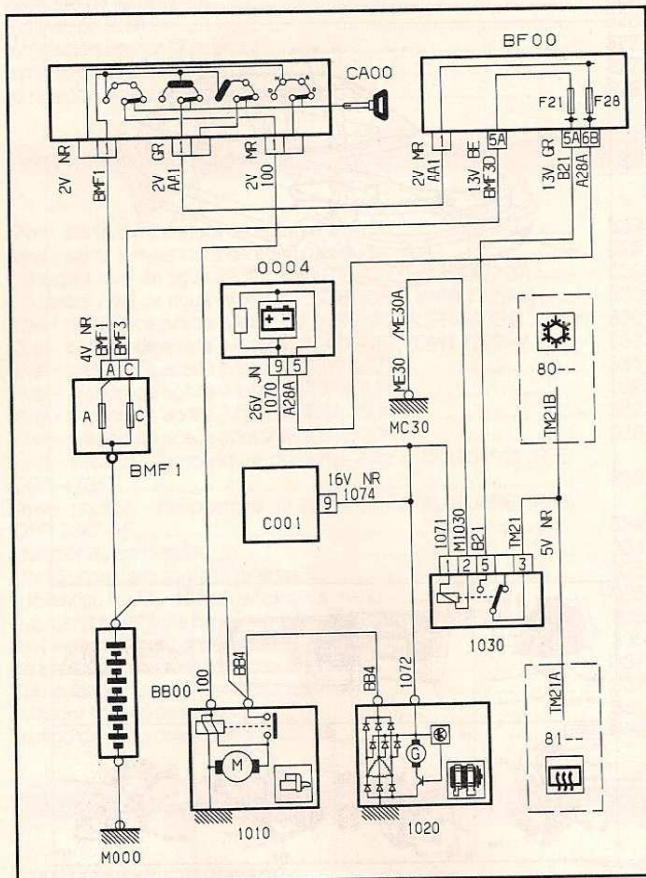 BF00
CA00
F21
F28
1
1
1
1
5A
5A
6B
2V NR
BMF1
2V GR
AA1
2V MR
100
2V MR
AA1
13V BE
BMF3D
13V GR
B21
A28A
0004
+ -
9
5
26V JN
1070
A28A
ME30 /ME30A
MC30
80--
TM21B
4V NR
BMF1
BMF3
A
C
A
C
BMF1
C001
9
16V NR
1074
1071
M1030
B21
TM21
5V NR
1
2
5
3
1030
BB00
100
BB4
BB4
1072
TM21A
81--
M
G
1010
1020
M000